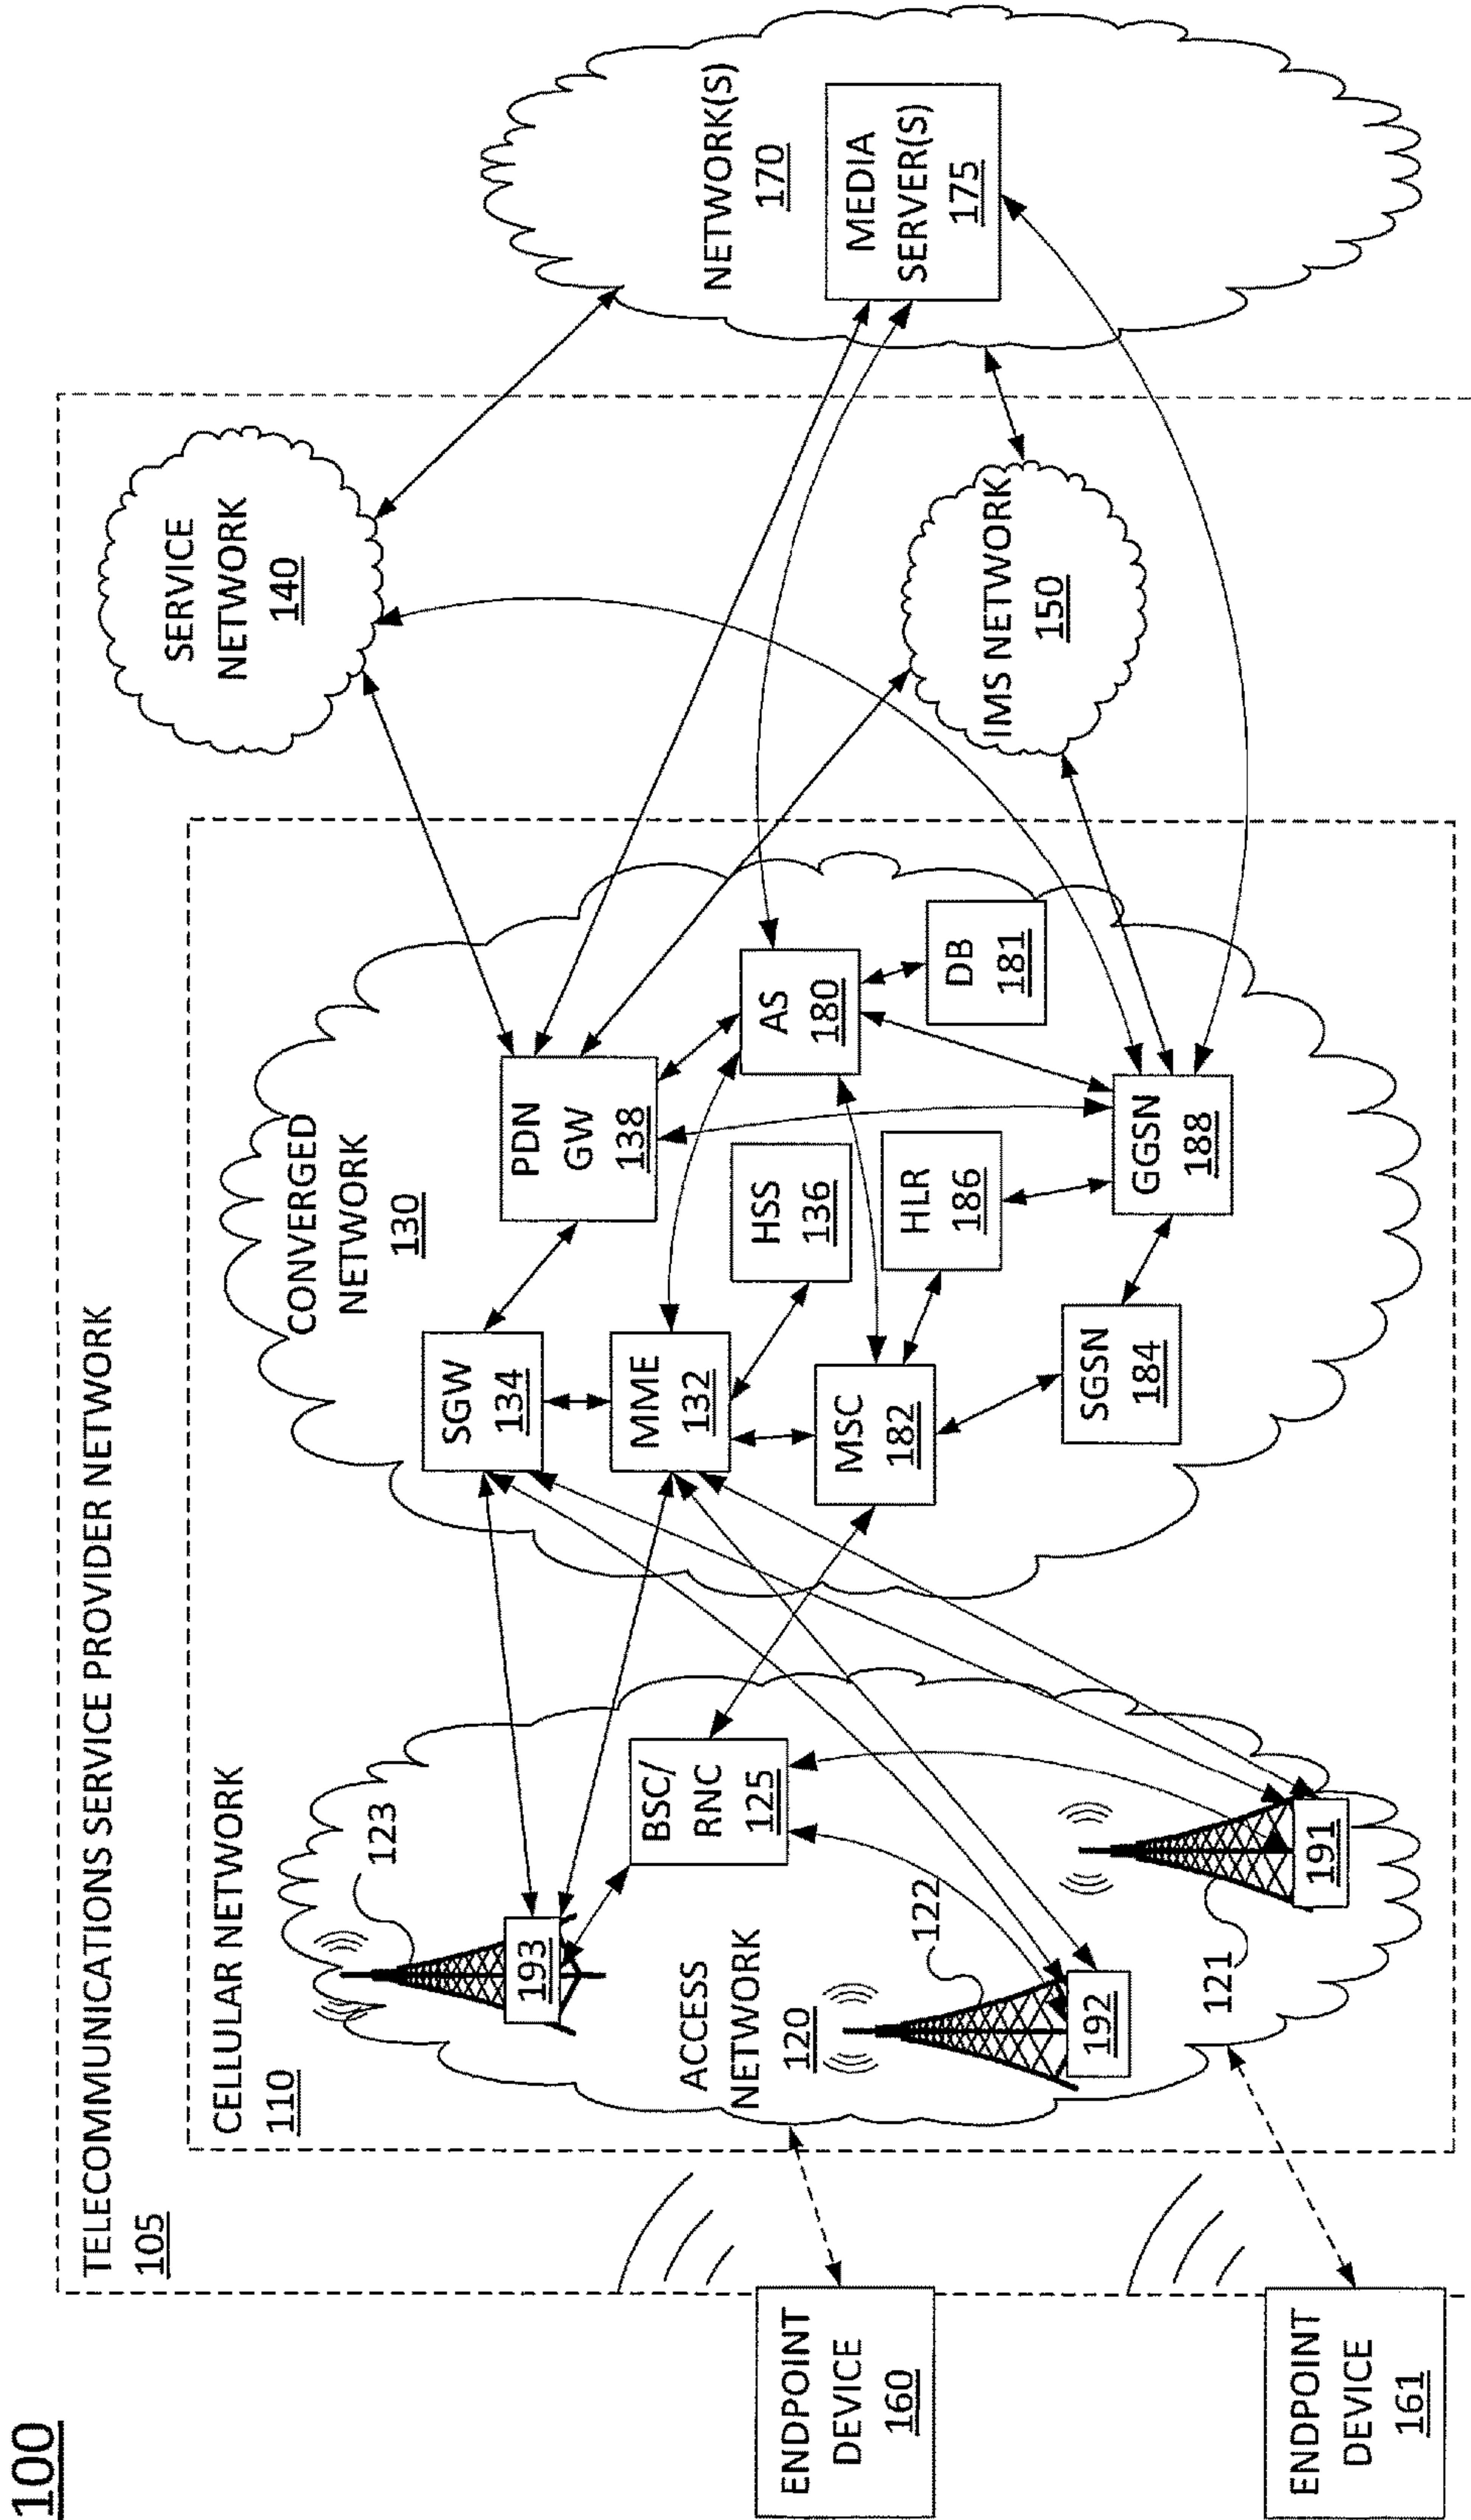 100
TELECOMMUNICATIONS SERVICE PROVIDER NETWORK
105
CELLULAR NETWORK
110
SERVICE
NETWORK
140
CONVERGED
NETWORK
130
NETWORK(S)
170
MEDIA
SERVER(S)
175
123
193
SGW
134
PDN
GW
138
BSC/
RNC
125
MME
132
HSS
136
AS
180
ACCESS
NETWORK
120
MSC
182
HLR
186
DB
181
IMS NETWORK
150
122
192
SGSN
184
GGSN
188
121
191
ENDPOINT
DEVICE
160
ENDPOINT
DEVICE
161